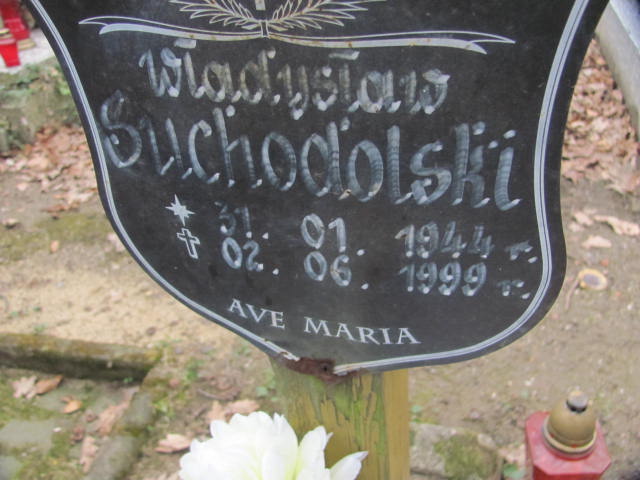 Władysław
Suchodolski
31. 01. 1944 r.
02. 06. 1999 r.
AVE MARIA